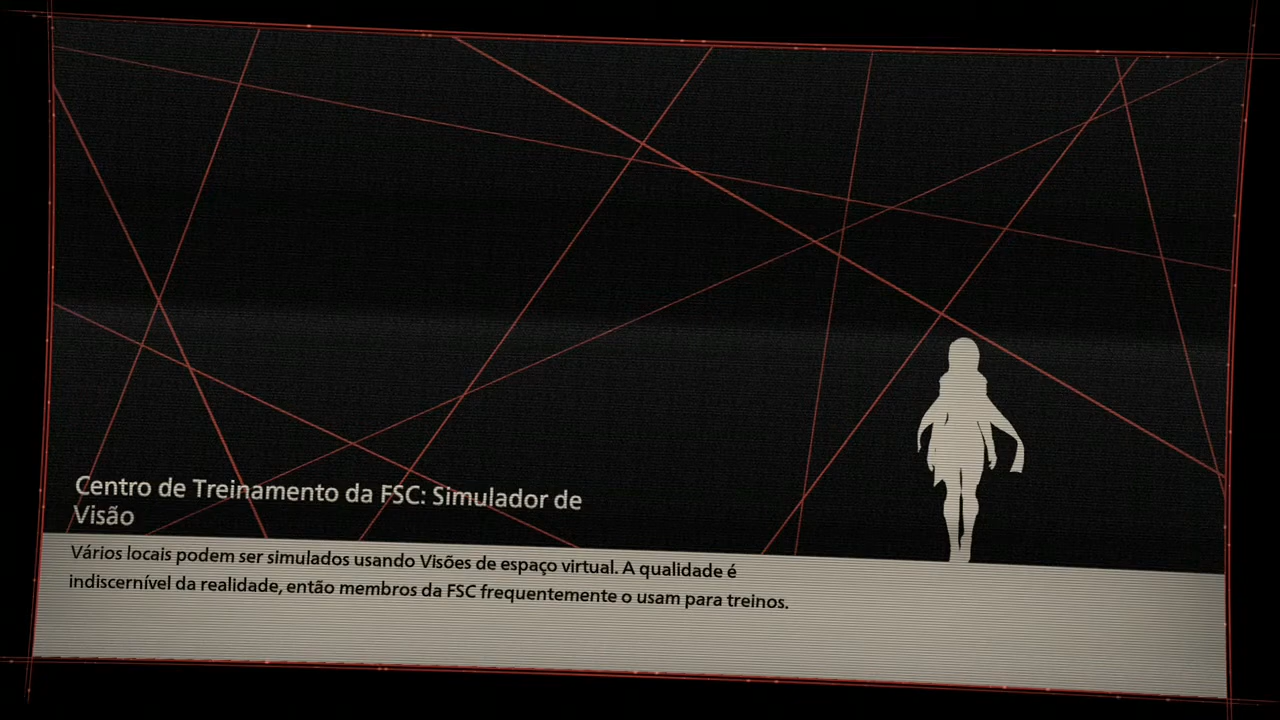 Centro de Treinamento da FSC: Simulador de
Visão
Vários locais podem ser simulados usando Visões de espaço virtual. A qualidade é
indiscernível da realidade, então membros da FSC frequentemente o usam para treinos.